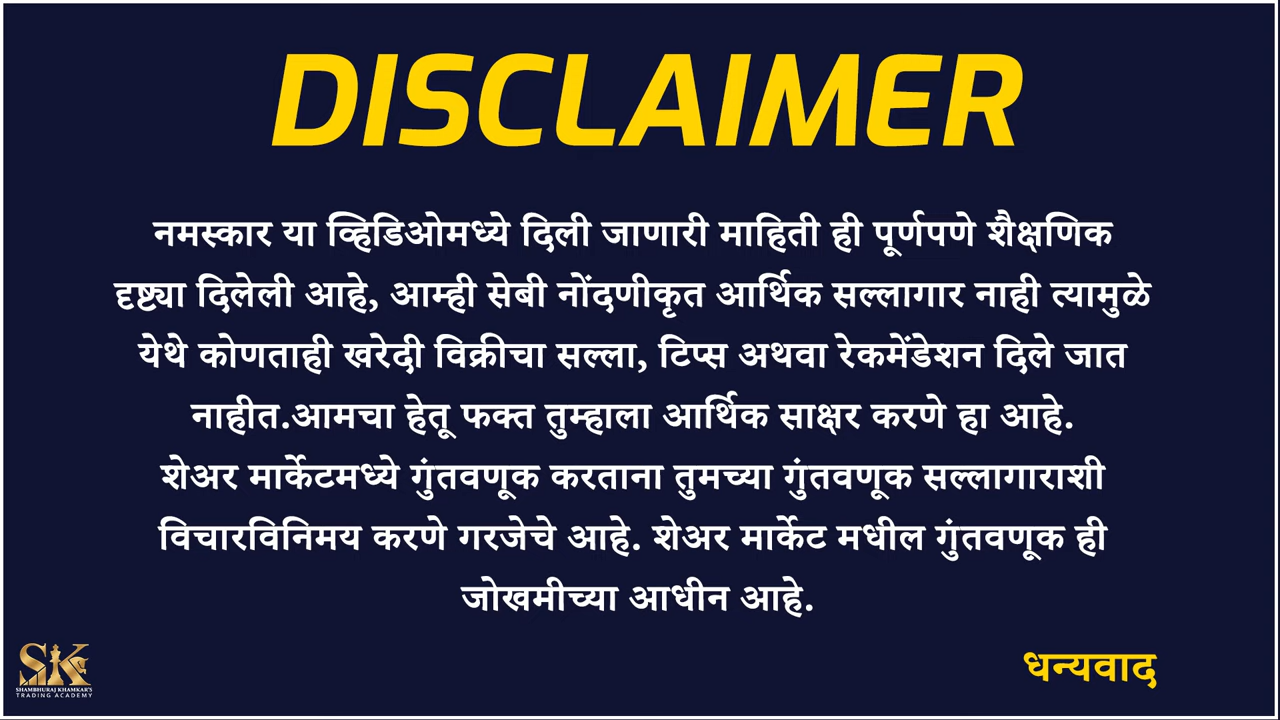 DISCLAIMER
नमस्कार या व्हिडिओमध्ये दिली जाणारी माहिती ही पूर्णपणे शैक्षणिक
दृष्ट्या दिलेली आहे, आम्ही सेबी नोंदणीकृत आर्थिक सल्लागार नाही त्यामुळे
येथे कोणताही खरेदी विक्रीचा सल्ला, टिप्स अथवा रेकमेंडेशन दिले जात
नाहीत.आमचा हेतू फक्त तुम्हाला आर्थिक साक्षर करणे हा आहे.
शेअर मार्केटमध्ये गुंतवणूक करताना तुमच्या गुंतवणूक सल्लागाराशी
विचारविनिमय करणे गरजेचे आहे. शेअर मार्केट मधील गुंतवणूक ही
जोखमीच्या आधीन आहे.
धन्यवाद
SK
SHAMBHURAJ KHAMKAR'S
TRADING ACADEMY